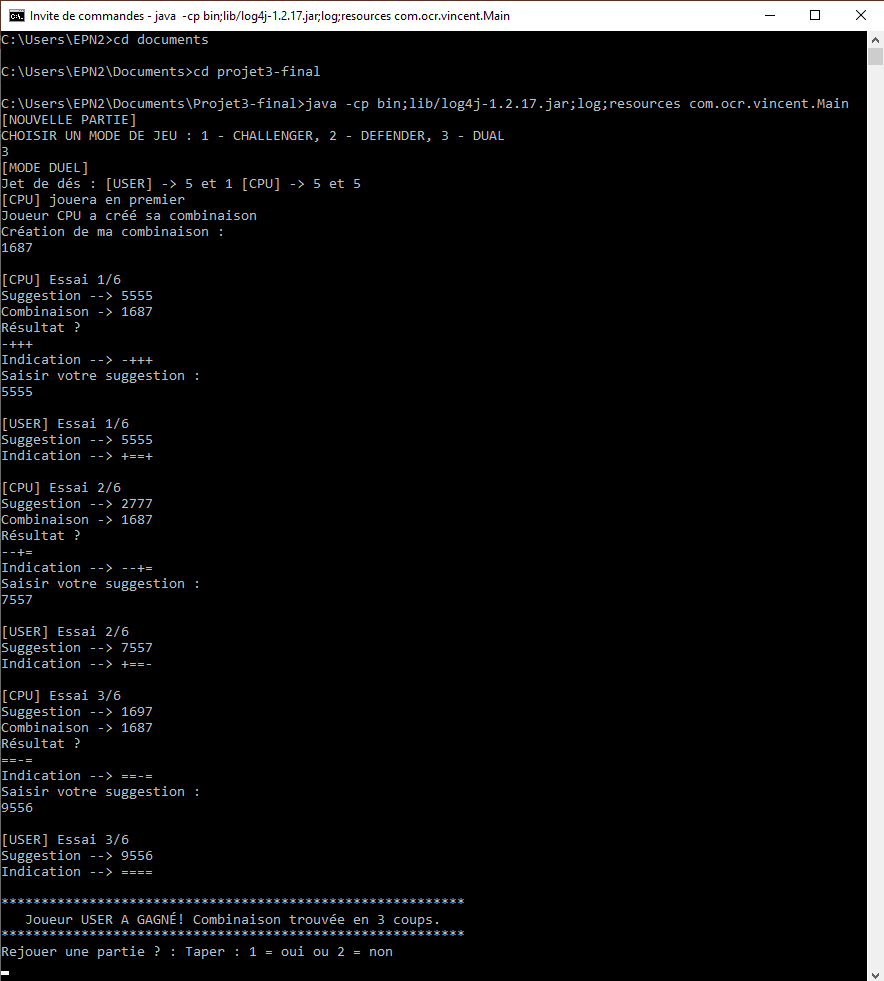 Invite de commandes - java  -cp bin;lib/log4j-1.2.17.jar;log;resources com.ocr.vincent.Main
C:\Users\EPN2>cd documents
C:\Users\EPN2\Documents>cd projet3-final
C:\Users\EPN2\Documents\Projet3-final>java -cp bin;lib/log4j-1.2.17.jar;log;resources com.ocr.vincent.Main
[NOUVELLE PARTIE]
CHOISIR UN MODE DE JEU : 1 - CHALLENGER, 2 - DEFENDER, 3 - DUAL
3
[MODE DUEL]
Jet de dés : [USER] -> 5 et 1 [CPU] -> 5 et 5
[CPU] jouera en premier
Joueur CPU a créé sa combinaison
Création de ma combinaison :
1687
[CPU] Essai 1/6
Suggestion --> 5555
Combinaison -> 1687
Résultat ?
-+++
Indication --> -+++
Saisir votre suggestion :
5555
[USER] Essai 1/6
Suggestion --> 5555
Indication --> +==+
[CPU] Essai 2/6
Suggestion --> 2777
Combinaison -> 1687
Résultat ?
--+=
Indication --> --+=
Saisir votre suggestion :
7557
[USER] Essai 2/6
Suggestion --> 7557
Indication --> +==-
[CPU] Essai 3/6
Suggestion --> 1697
Combinaison -> 1687
Résultat ?
==-=
Indication --> ==-=
Saisir votre suggestion :
9556
[USER] Essai 3/6
Suggestion --> 9556
Indication --> ====
**********************************************************
   Joueur USER A GAGNÉ! Combinaison trouvée en 3 coups.
**********************************************************
Rejouer une partie ? : Taper : 1 = oui ou 2 = non